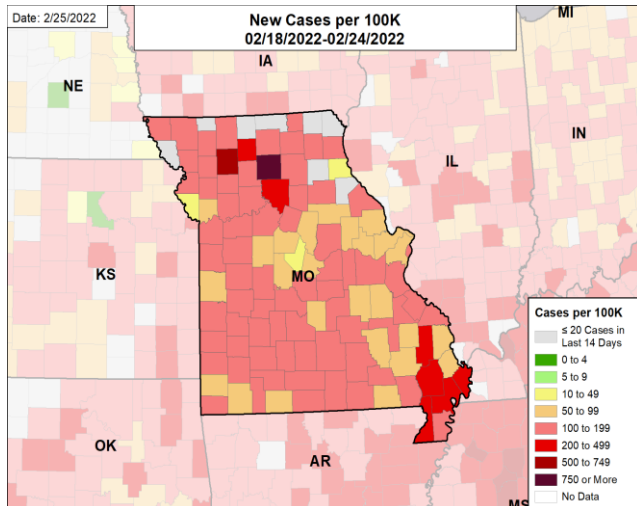 Date: 2/25/2022
New Cases per 100K
02/18/2022-02/24/2022
MI
IA
NE
IN
IL
KS
MO
OK
AR
MS
Cases per 100K
≤ 20 Cases in
Last 14 Days
0 to 4
5 to 9
10 to 49
50 to 99
100 to 199
200 to 499
500 to 749
750 or More
No Data